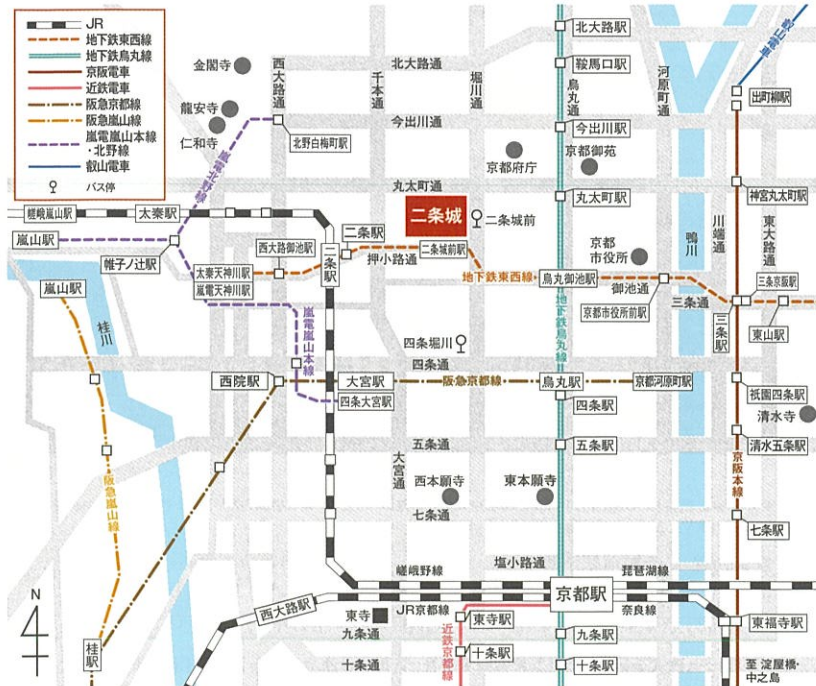 JR
地下鉄東西線
地下鉄烏丸線
京阪電車
近鉄電車
阪急京都線
阪急嵐山線
嵐電嵐山本線
・北野線
叡山電車
バス停
金閣寺
龍安寺
仁和寺
西大路通
千本通
堀川通
烏丸通
河原町通
北大路通
北大路駅
鞍馬口駅
叡山電車
出町柳駅
今出川通
今出川駅
北野白梅町駅
嵐電北野線
京都府庁
京都御苑
丸太町通
丸太町駅
神宮丸太町駅
嵯峨嵐山駅
太秦駅
二条城
二条城前
嵐山駅
帷子ノ辻駅
西大路御池駅
二条駅
二条駅
押小路通
二条城前駅
京都
市役所
鴨川
川端通
東大路通
太秦天神川駅
嵐電天神川駅
地下鉄東西線
烏丸御池駅
御池通
京都市役所前駅
三条通
三条京阪駅
三条駅
東山駅
嵐山駅
桂川
嵐電嵐山本線
地下鉄烏丸線
四条堀川
四条通
西院駅
大宮駅
阪急京都線
烏丸駅
京都河原町駅
四条大宮駅
四条駅
祇園四条駅
清水寺
五条通
五条駅
清水五条駅
大宮通
阪急嵐山線
西本願寺
東本願寺
京阪本線
七条通
七条駅
塩小路通
嵯峨野線
琵琶湖線
京都駅
西大路駅
東寺
JR京都線
奈良線
東寺駅
東福寺駅
九条通
九条駅
近鉄京都線
十条駅
十条通
十条駅
桂駅
N
至 淀屋橋・
中之島